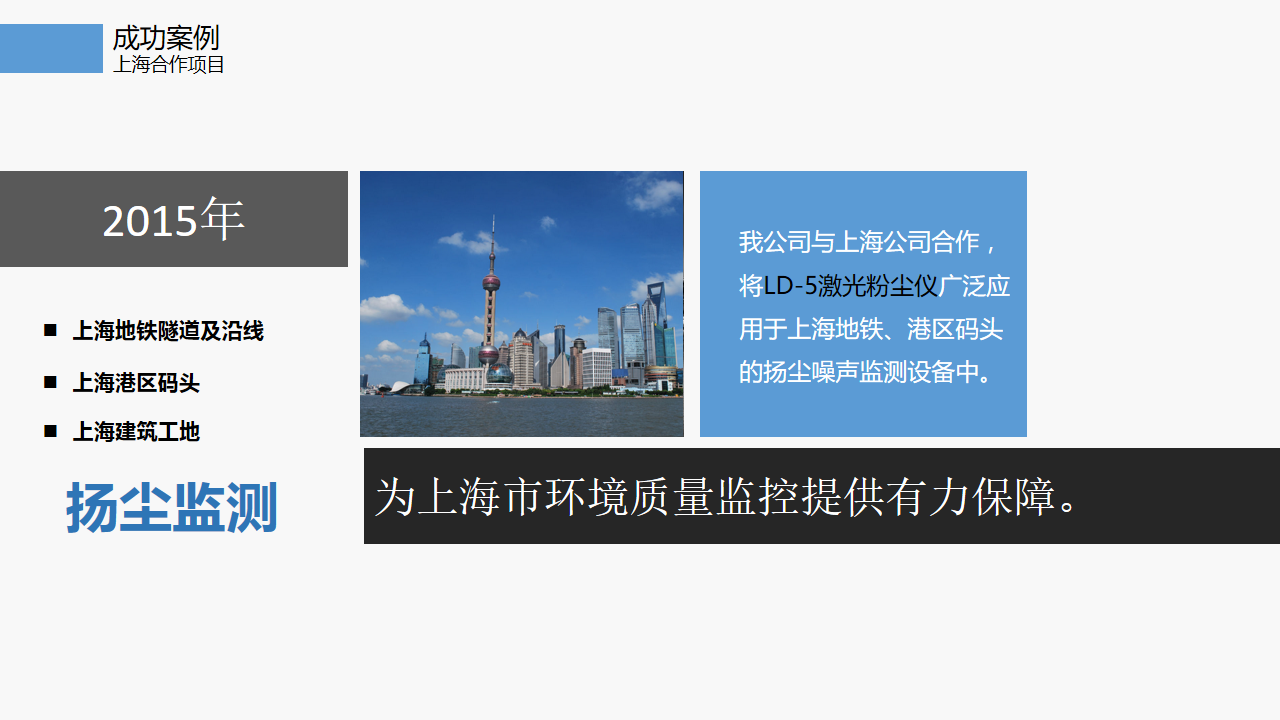 成功案例
上海合作项目
2015年
■ 上海地铁隧道及沿线
■ 上海港区码头
■ 上海建筑工地
扬尘监测
我公司与上海公司合作，
将LD-5激光粉尘仪广泛应
用于上海地铁、港区码头
的扬尘噪声监测设备中。
为上海市环境质量监控提供有力保障。